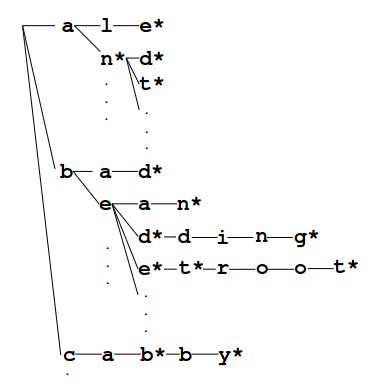 a l e*
n* d*
t*
b a d*
e a n*
d* d i n g*
e* t* r o o t*
c a b* b y*